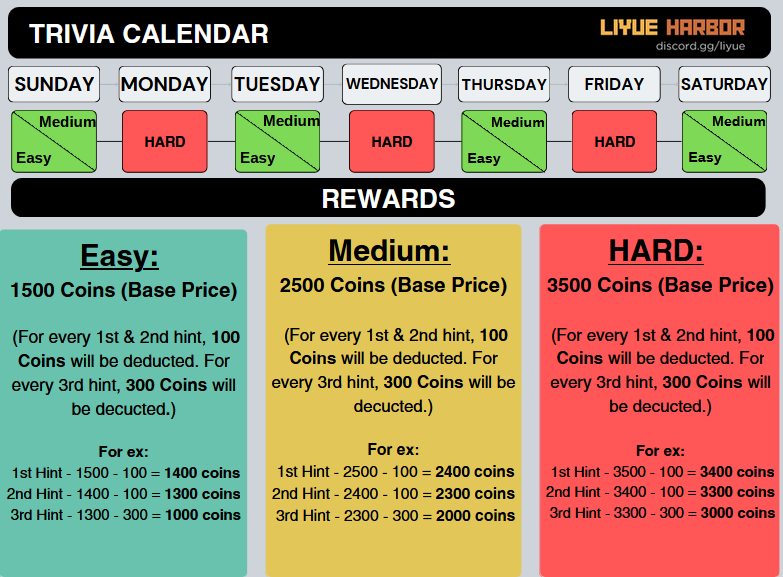 TRIVIA CALENDAR
LIYUE HARBOR
discord.gg/liyue
SUNDAY MONDAY TUESDAY WEDNESDAY THURSDAY FRIDAY SATURDAY
Medium
Easy
HARD
Medium
Easy
HARD
Medium
Easy
HARD
Medium
Easy
REWARDS
Easy:
1500 Coins (Base Price)
(For every 1st & 2nd hint, 100
Coins will be deducted. For
every 3rd hint, 300 Coins will
be decucted.)
For ex:
1st Hint - 1500 - 100 = 1400 coins
2nd Hint - 1400 - 100 = 1300 coins
3rd Hint - 1300 - 300 = 1000 coins
Medium:
2500 Coins (Base Price)
(For every 1st & 2nd hint, 100
Coins will be deducted. For
every 3rd hint, 300 Coins will be
decucted.)
For ex:
1st Hint - 2500 - 100 = 2400 coins
2nd Hint - 2400 - 100 = 2300 coins
3rd Hint - 2300 - 300 = 2000 coins
HARD:
3500 Coins (Base Price)
(For every 1st & 2nd hint, 100
Coins will be deducted. For
every 3rd hint, 300 Coins will
be decucted.)
For ex:
1st Hint - 3500 - 100 = 3400 coins
2nd Hint - 3400 - 100 = 3300 coins
3rd Hint - 3300 - 300 = 3000 coins